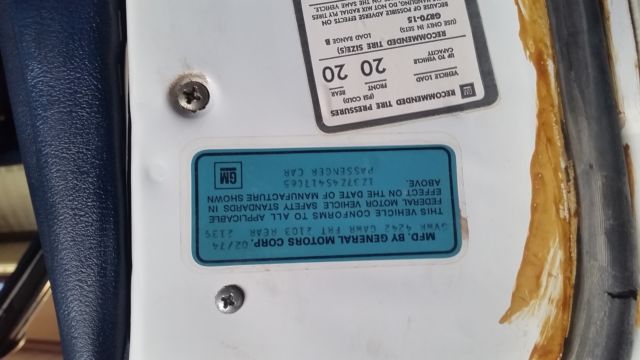 MFD. BY GENERAL MOTORS CORP. 02/74
GVWR 4242 GAWR FRT 2103 REAR 2139
THIS VEHICLE CONFORMS TO ALL APPLICABLE
FEDERAL MOTOR VEHICLE SAFETY STANDARDS IN
EFFECT ON THE DATE OF MANUFACTURE SHOWN
ABOVE.
1Z37Z4S417065
PASSENGER CAR
GM
GM RECOMMENDED TIRE PRESSURES
VEHICLE LOAD (PSI COLD)
FRONT REAR
UP TO VEHICLE
CAPACITY 20 20
RECOMMENDED TIRE SIZE(S)
LOAD RANGE B
GR70-15
(USE ONLY IN SETS)
BECAUSE OF POSSIBLE ADVERSE EFFECT ON
HANDLING, DO NOT MIX RADIAL PLY TIRES
ON THE SAME VEHICLE.